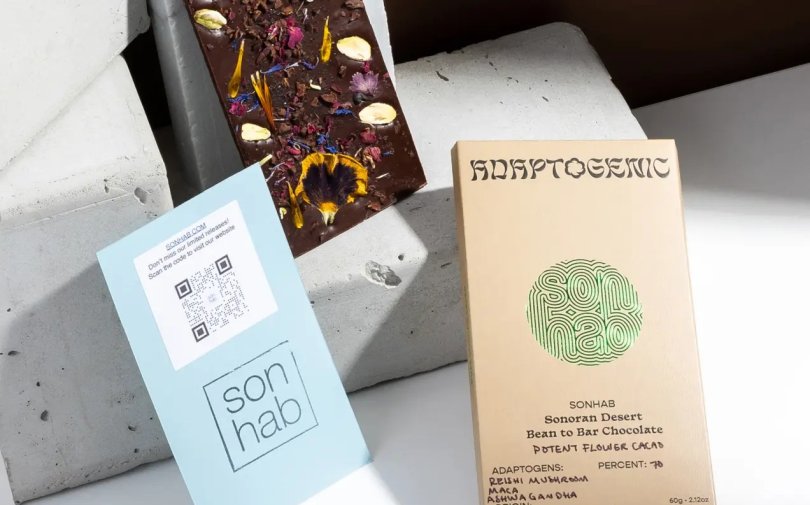 SONHAB.COM
Don't miss our limited releases!
Scan the code to visit our website
son
hab
ADAPTOGENIC
son
hab
SONHAB
Sonoran Desert
Bean to Bar Chocolate
POTENT FLOWER CACAO
ADAPTOGENS: PERCENT: 70
REISHI MUSHROOM
MACA
ASHWAGANDHA
60g - 2.12oz